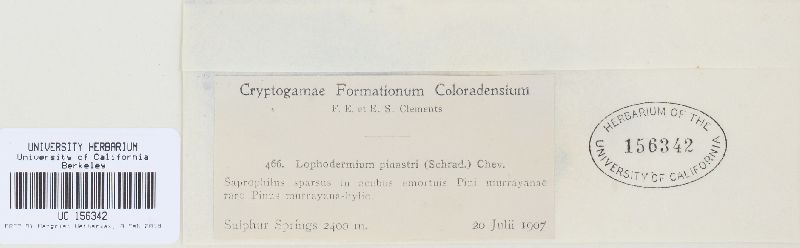 Cryptogamae Formationum Coloradensium
F. E. et E. S. Clements
466. Lophodermium pinastri (Schrad.) Chev.
Saprophilus sparsus in acubus emortuis Pini murrayanae
rare Pinus murrayana-hylii.
Sulphur Springs 2400 m.
20 Julii 1907
HERBARIUM OF THE
156342
UNIVERSITY OF CALIFORNIA
UNIVERSITY HERBARIUM
University of California
Berkeley
UC 156342